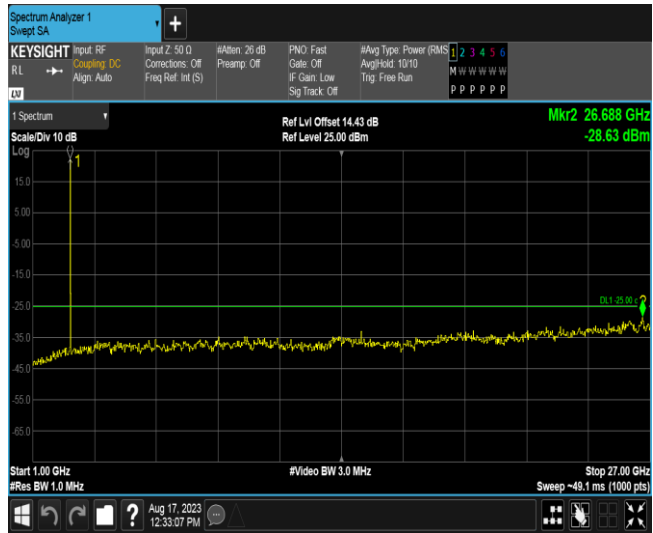 Spectrum Analyzer 1
Swept SA
+
KEYSIGHT
RL
LXI
Input: RF
Coupling: DC
Align: Auto
Input Z: 50 Ω
Corrections: Off
Freq Ref: Int (S)
#Atten: 26 dB
Preamp: Off
PNO: Fast
Gate: Off
IF Gain: Low
Sig Track: Off
#Avg Type: Power (RMS
Avg|Hold: 10/10
Trig: Free Run
1 2 3 4 5 6
M W W W W W
P P P P P P
1 Spectrum
Scale/Div 10 dB
Log
Ref Lvl Offset 14.43 dB
Ref Level 25.00 dBm
Mkr2 26.688 GHz
-28.63 dBm
1
15.0
5.00
-5.00
-15.0
-25.0
-35.0
-45.0
-55.0
-65.0
DL1 -25.00
2
Start 1.00 GHz
#Res BW 1.0 MHz
#Video BW 3.0 MHz
Stop 27.00 GHz
Sweep ~49.1 ms (1000 pts)
?
Aug 17, 2023
12:33:07 PM